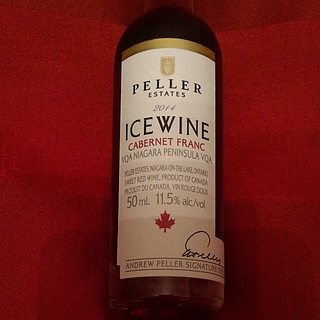 PELLER
ESTATES
2014
ICEWINE
CABERNET FRANC
VQA NIAGARA PENINSULA VQA
PELLER ESTATES, NIAGARA-ON-THE-LAKE, ONTARIO
SWEET RED WINE, PRODUCT OF CANADA
PRODUIT DU CANADA, VIN ROUGE DOUX
50 mL 11.5% alc./vol.
ANDREW PELLER SIGNATURE